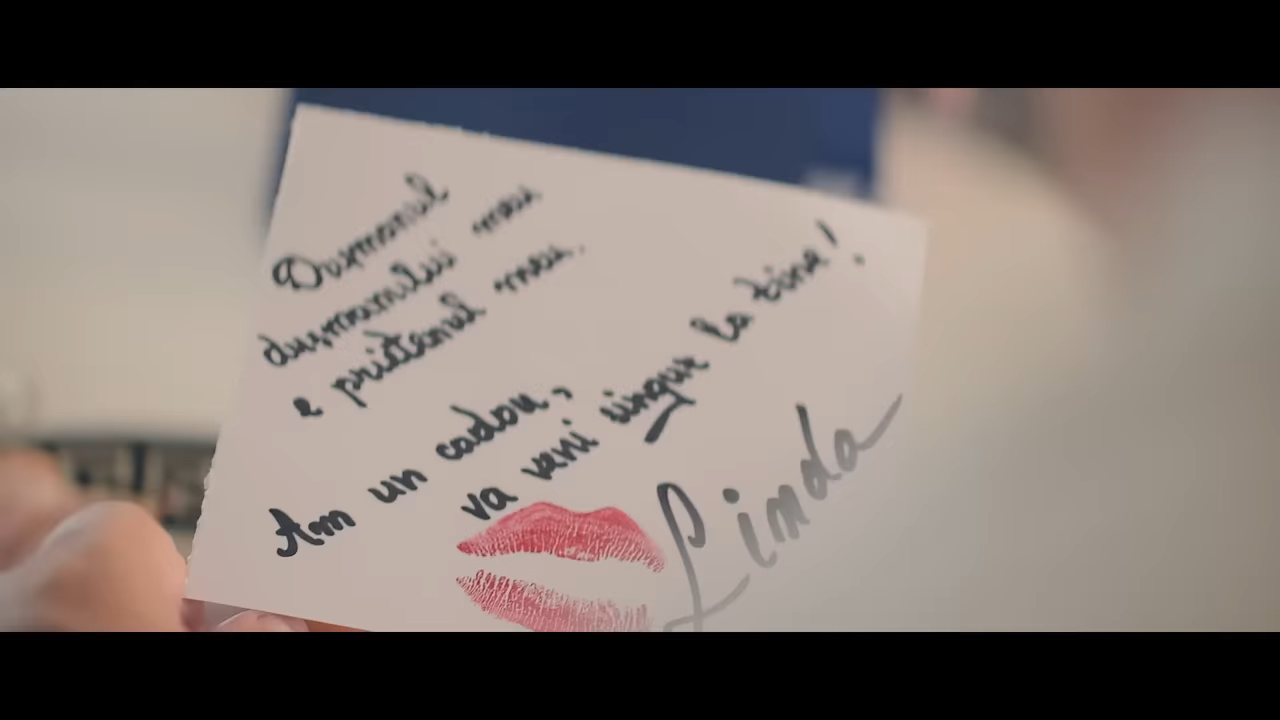 Dușmanul
dușmanului meu
e prietenul meu.
Am un cadou,
va veni singur la tine!
Linda